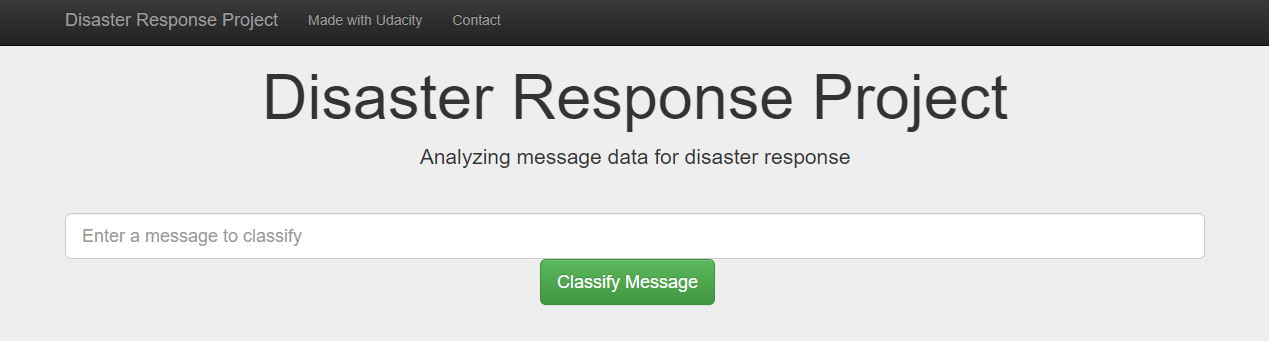 Disaster Response Project Made with Udacity Contact
Disaster Response Project
Analyzing message data for disaster response
Enter a message to classify
Classify Message